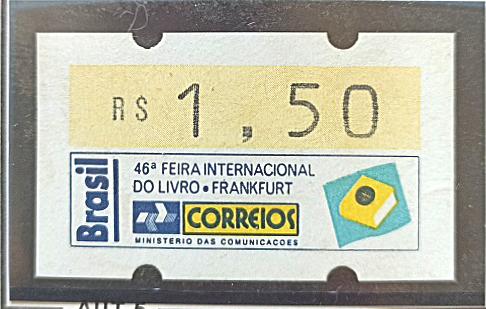 R$ 1,50
Brasil
46ª FEIRA INTERNACIONAL
DO LIVRO • FRANKFURT
CORREIOS
MINISTERIO DAS COMUNICACOES